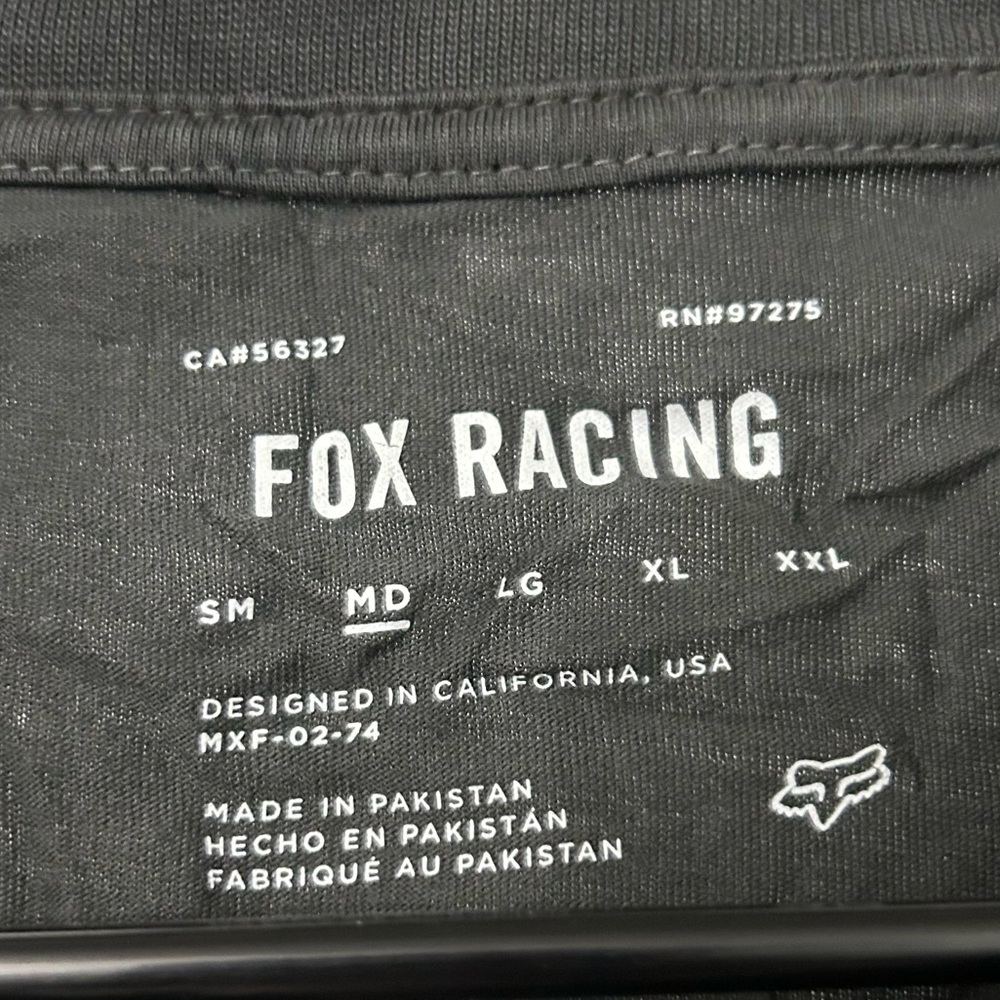 CA#56327 RN#97275
FOX RACING
SM MD LG XL XXL
DESIGNED IN CALIFORNIA, USA
MXF-02-74
MADE IN PAKISTAN
HECHO EN PAKISTÁN
FABRIQUÉ AU PAKISTAN